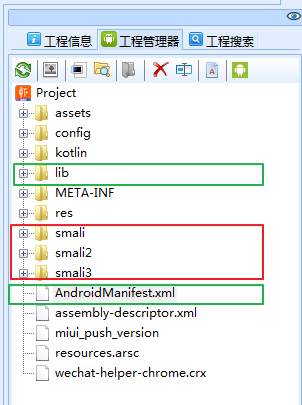 工程信息 工程管理器 工程搜索
Project
assets
config
kotlin
lib
META-INF
res
smali
smali2
smali3
AndroidManifest.xml
assembly-descriptor.xml
miui_push_version
resources.arsc
wechat-helper-chrome.crx